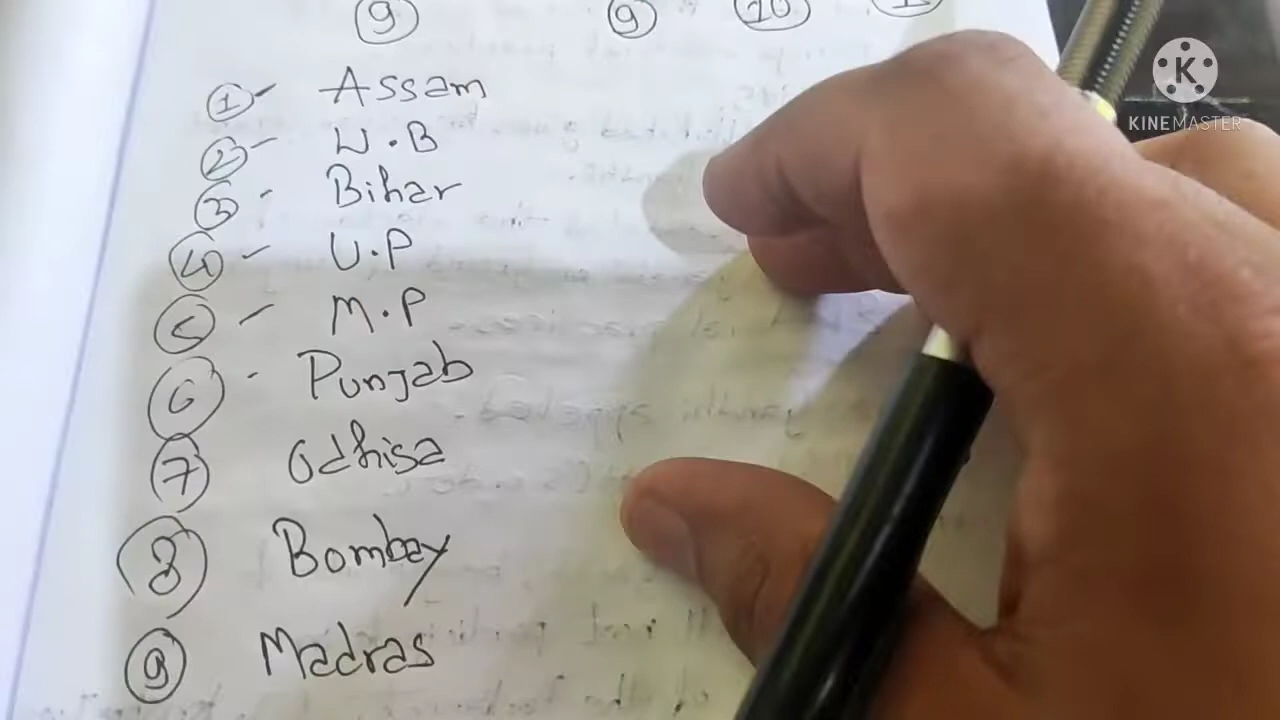 9 9 10
1 - Assam
2 - W.B
3 - Bihar
4 - U.P
5 - M.P
6 - Punjab
7 Odhisa
8 Bombay
9 Madras
K
KINEMASTER